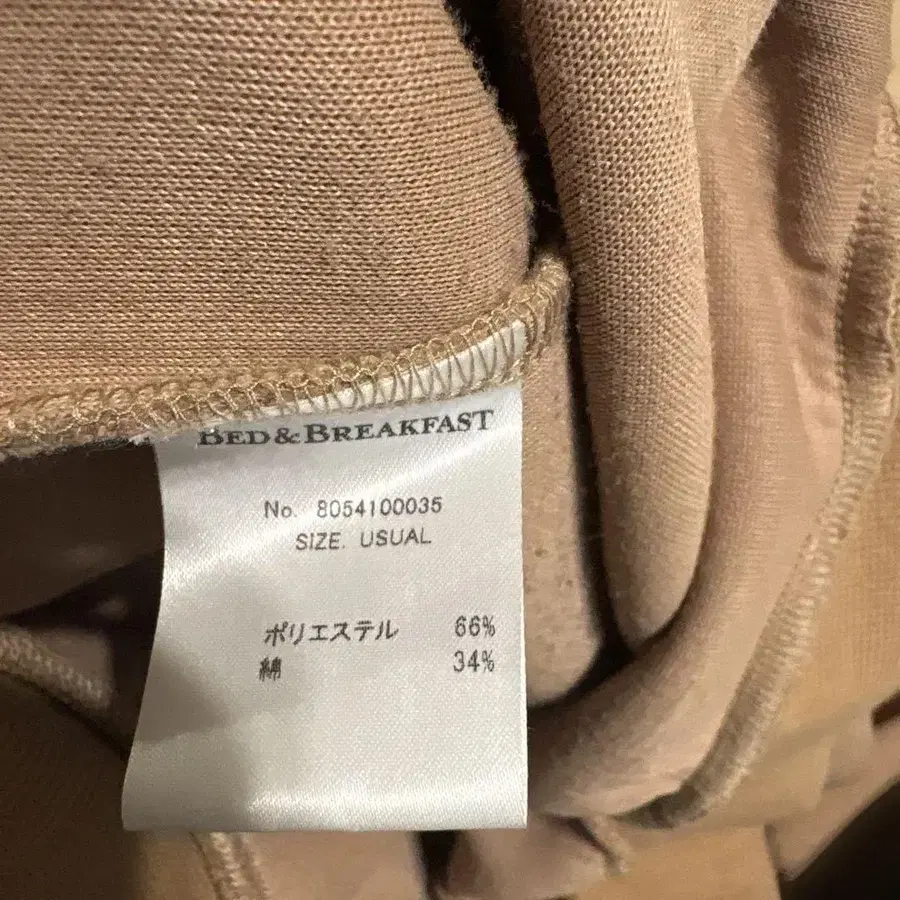 BED & BREAKFAST
No. 8054100035
SIZE. USUAL
ポリエステル 66%
綿 34%